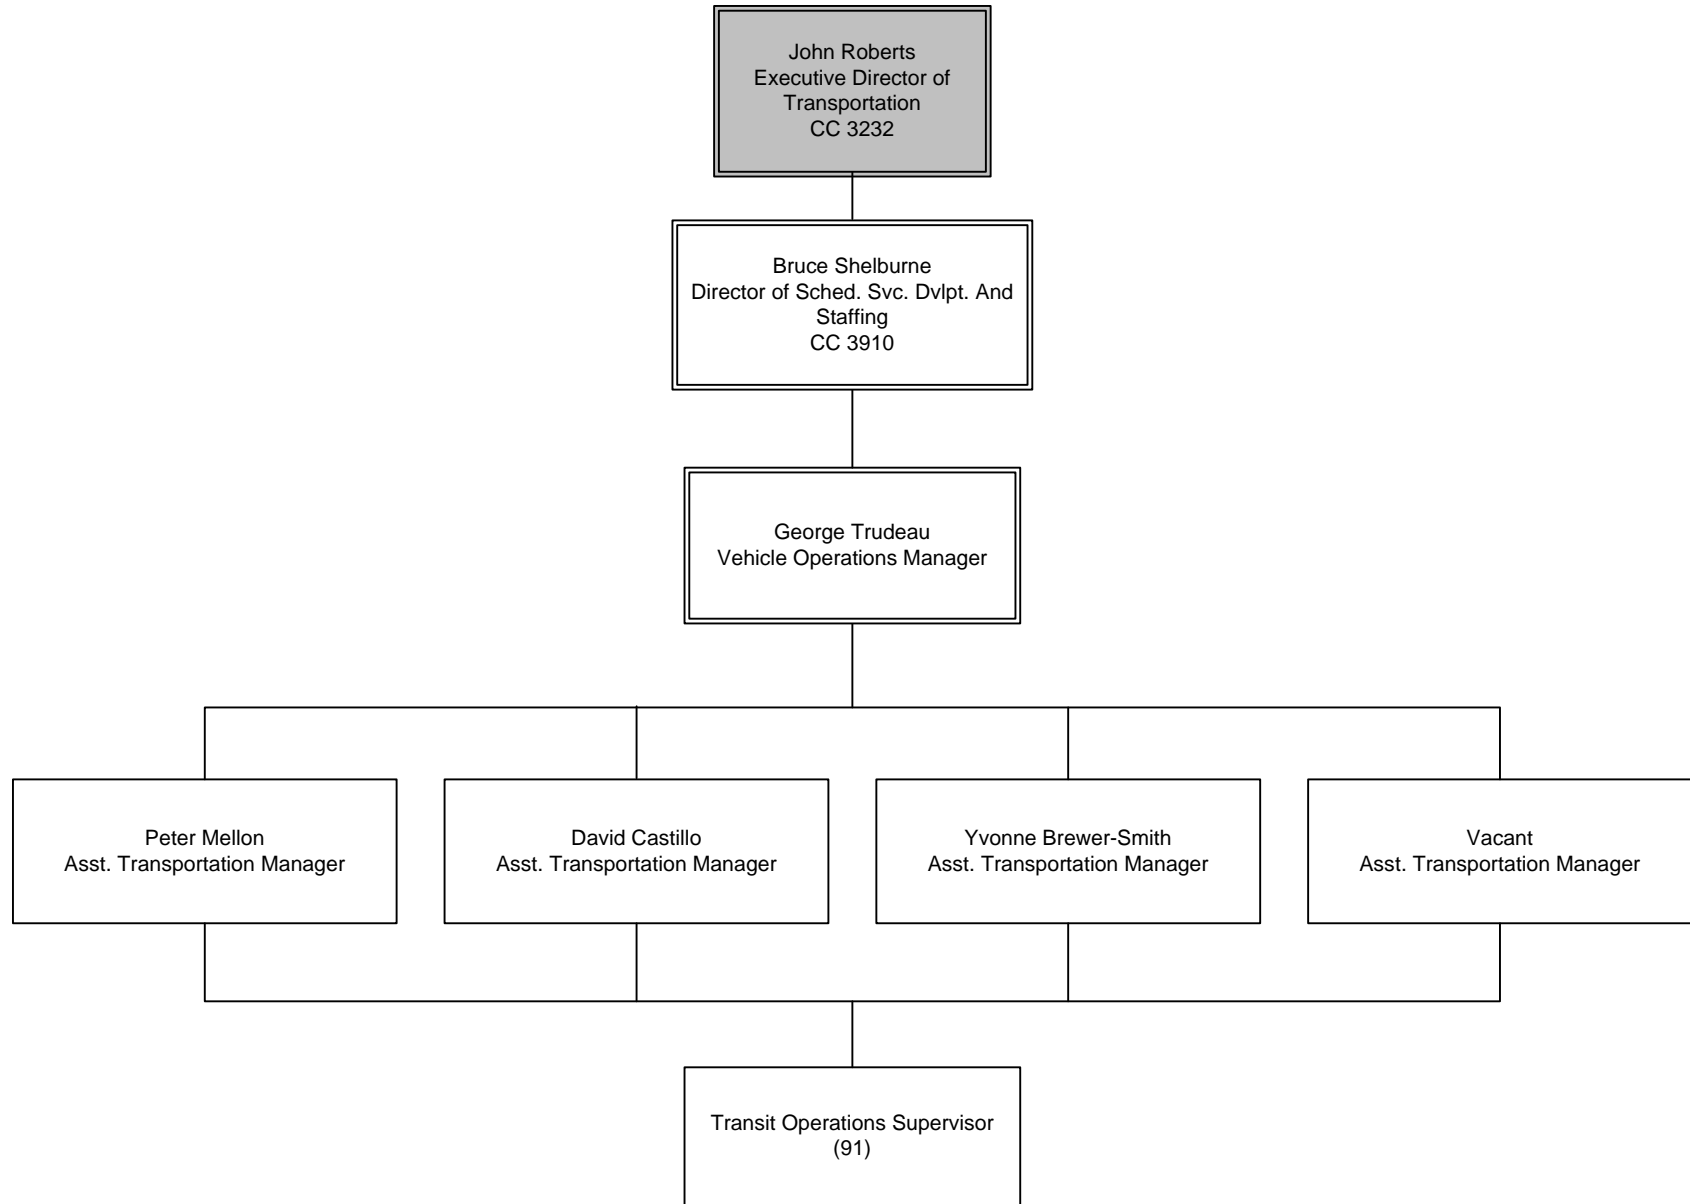 John Roberts
Executive Director of
Transportation
CC 3232
Bruce Shelburne
Director of Sched. Svc. Dvlpt. And
Staffing
CC 3910
George Trudeau
Vehicle Operations Manager
Peter Mellon
Asst. Transportation Manager
David Castillo
Asst. Transportation Manager
Yvonne Brewer-Smith
Asst. Transportation Manager
Vacant
Asst. Transportation Manager
Transit Operations Supervisor
(91)